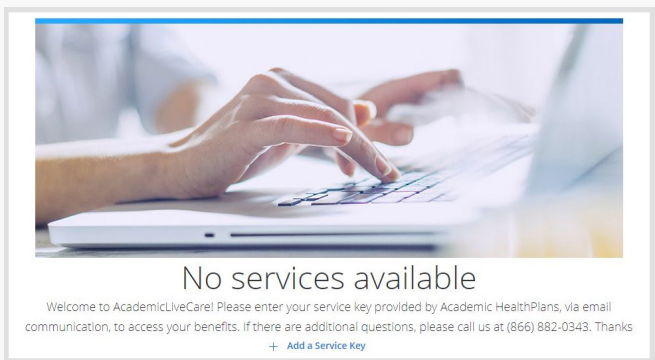 No services available
Welcome to AcademicLiveCare! Please enter your service key provided by Academic HealthPlans, via email
communication, to access your benefits. If there are additional questions, please call us at (866) 882-0343. Thanks
+ Add a Service Key